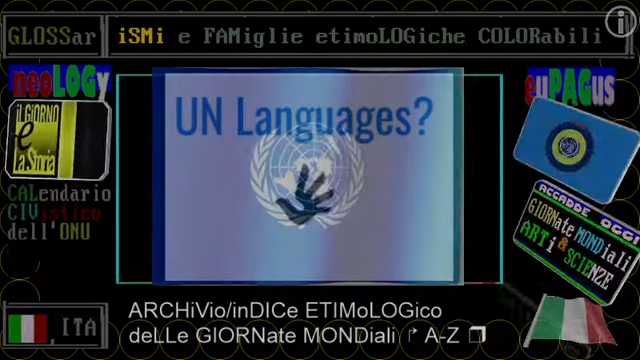 GLOSSar iSMi e FAMiglie etimoLOGiche COLORabili
i
neoLOGy
euPAGus
UN Languages?
iL GIORNO
e
La Storia
CALendario
CIVistico
dell'ONU
ACCADDE OGGI
GIORNate MONDiali
ARTi & SCIENZE
ITA
ARCHiVio/inDICe ETIMoLOGico
deLLe GIORNate MONDiali A-Z